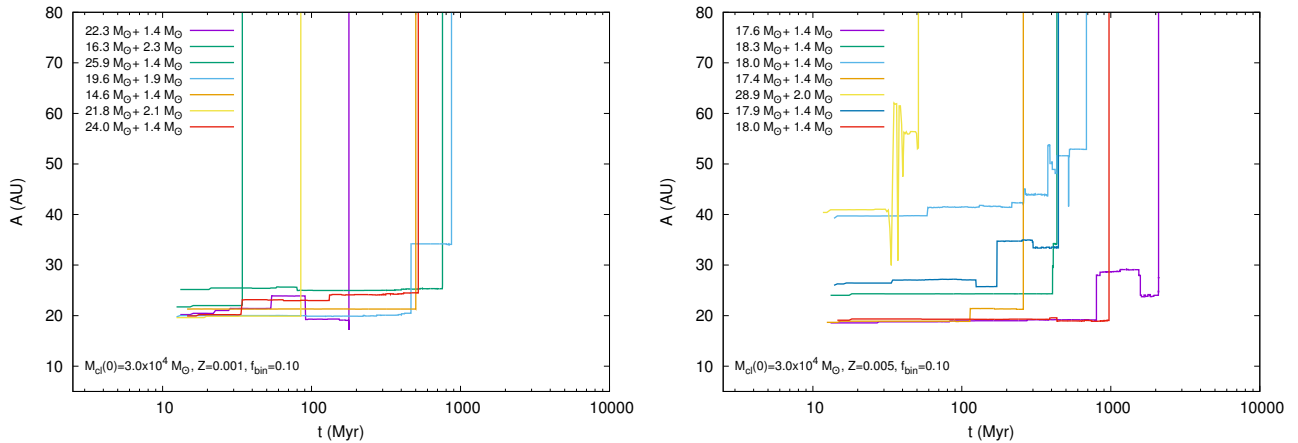 80
70
60
50
40
30
20
10
A (AU)
22.3 M⊙+ 1.4 M⊙
16.3 M⊙+ 2.3 M⊙
25.9 M⊙+ 1.4 M⊙
19.6 M⊙+ 1.9 M⊙
14.6 M⊙+ 1.4 M⊙
21.8 M⊙+ 2.1 M⊙
24.0 M⊙+ 1.4 M⊙
Mcl(0)=3.0x10⁴ M⊙, Z=0.001, fbin=0.10
10 100 1000 10000
t (Myr)
80
70
60
50
40
30
20
10
A (AU)
17.6 M⊙+ 1.4 M⊙
18.3 M⊙+ 1.4 M⊙
18.0 M⊙+ 1.4 M⊙
17.4 M⊙+ 1.4 M⊙
28.9 M⊙+ 2.0 M⊙
17.9 M⊙+ 1.4 M⊙
18.0 M⊙+ 1.4 M⊙
Mcl(0)=3.0x10⁴ M⊙, Z=0.005, fbin=0.10
10 100 1000 10000
t (Myr)